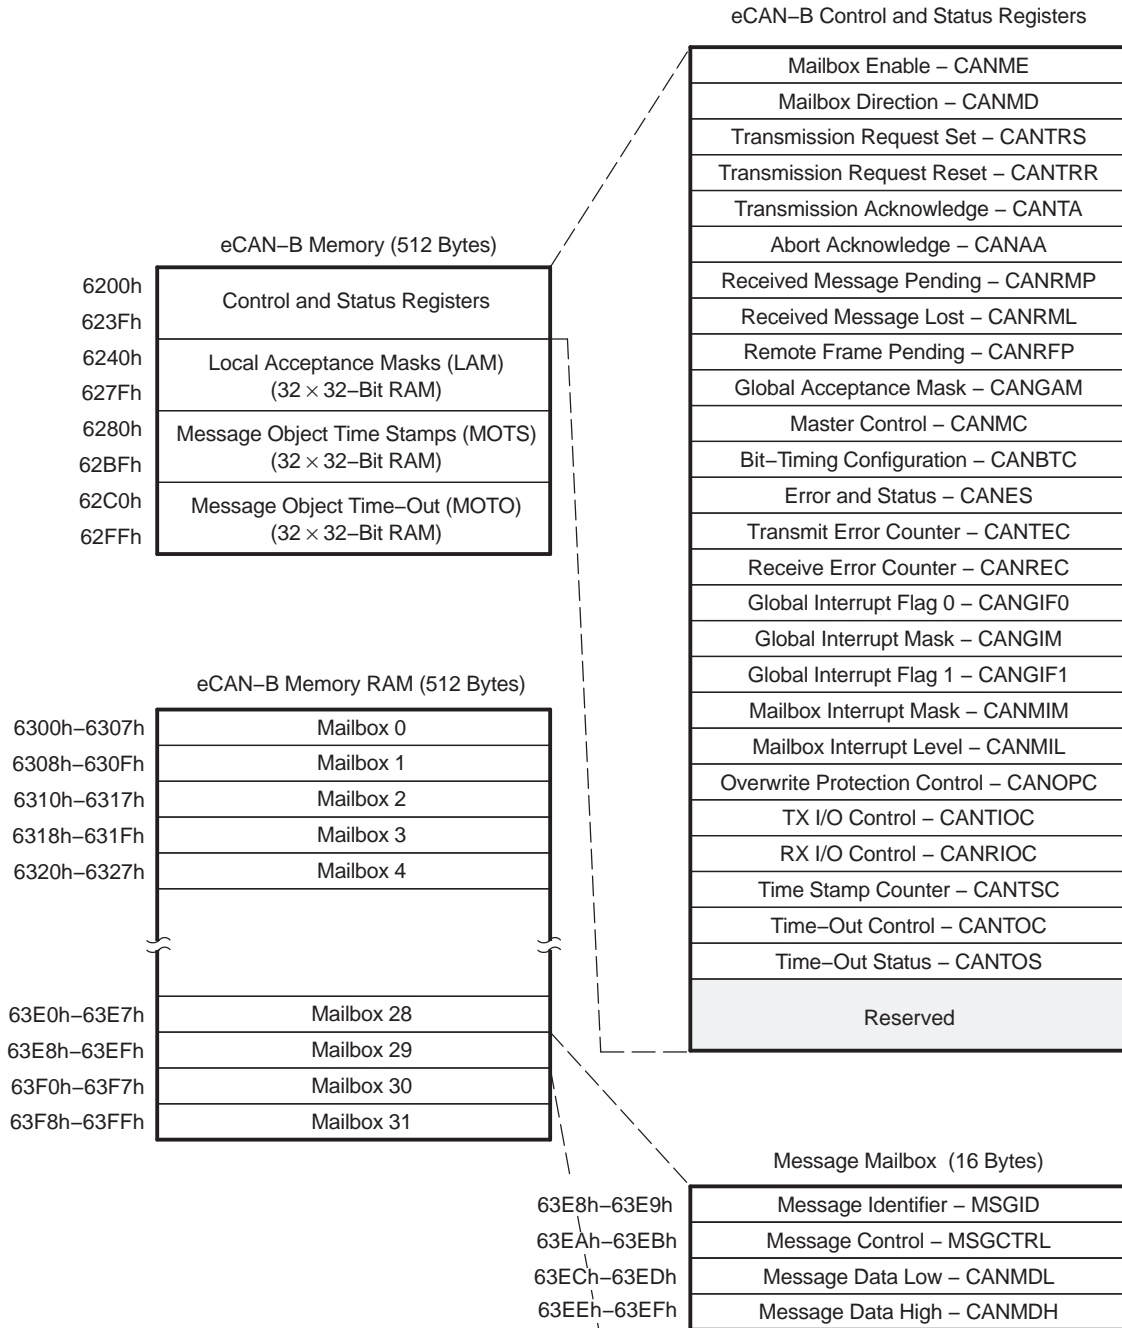 eCAN−B Control and Status Registers
Mailbox Enable − CANME
Mailbox Direction − CANMD
Transmission Request Set − CANTRS
Transmission Request Reset − CANTRR
Transmission Acknowledge − CANTA
Abort Acknowledge − CANAA
Received Message Pending − CANRMP
Received Message Lost − CANRML
Remote Frame Pending − CANRFP
Global Acceptance Mask − CANGAM
Master Control − CANMC
Bit−Timing Configuration − CANBTC
Error and Status − CANES
Transmit Error Counter − CANTEC
Receive Error Counter − CANREC
Global Interrupt Flag 0 − CANGIF0
Global Interrupt Mask − CANGIM
Global Interrupt Flag 1 − CANGIF1
Mailbox Interrupt Mask − CANMIM
Mailbox Interrupt Level − CANMIL
Overwrite Protection Control − CANOPC
TX I/O Control − CANTIOC
RX I/O Control − CANRIOC
Time Stamp Counter − CANTSC
Time−Out Control − CANTOC
Time−Out Status − CANTOS
Reserved
eCAN−B Memory (512 Bytes)
6200h
623Fh
Control and Status Registers
6240h
627Fh
Local Acceptance Masks (LAM)
(32 × 32−Bit RAM)
6280h
62BFh
Message Object Time Stamps (MOTS)
(32 × 32−Bit RAM)
62C0h
62FFh
Message Object Time−Out (MOTO)
(32 × 32−Bit RAM)
eCAN−B Memory RAM (512 Bytes)
6300h−6307h Mailbox 0
6308h−630Fh Mailbox 1
6310h−6317h Mailbox 2
6318h−631Fh Mailbox 3
6320h−6327h Mailbox 4
63E0h−63E7h Mailbox 28
63E8h−63EFh Mailbox 29
63F0h−63F7h Mailbox 30
63F8h−63FFh Mailbox 31
Message Mailbox (16 Bytes)
63E8h−63E9h Message Identifier − MSGID
63EAh−63EBh Message Control − MSGCTRL
63ECh−63EDh Message Data Low − CANMDL
63EEh−63EFh Message Data High − CANMDH